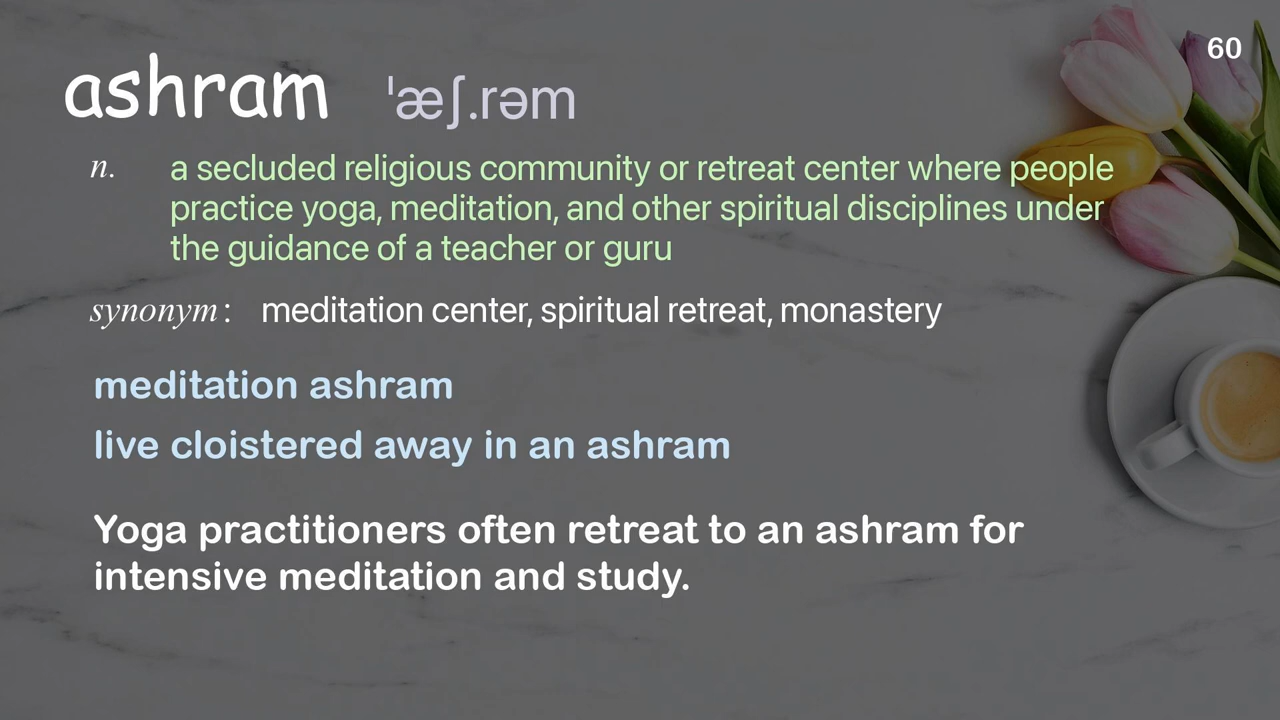 60
ashram ˈæʃ.rəm
n. a secluded religious community or retreat center where people
practice yoga, meditation, and other spiritual disciplines under
the guidance of a teacher or guru
synonym: meditation center, spiritual retreat, monastery
meditation ashram
live cloistered away in an ashram
Yoga practitioners often retreat to an ashram for
intensive meditation and study.